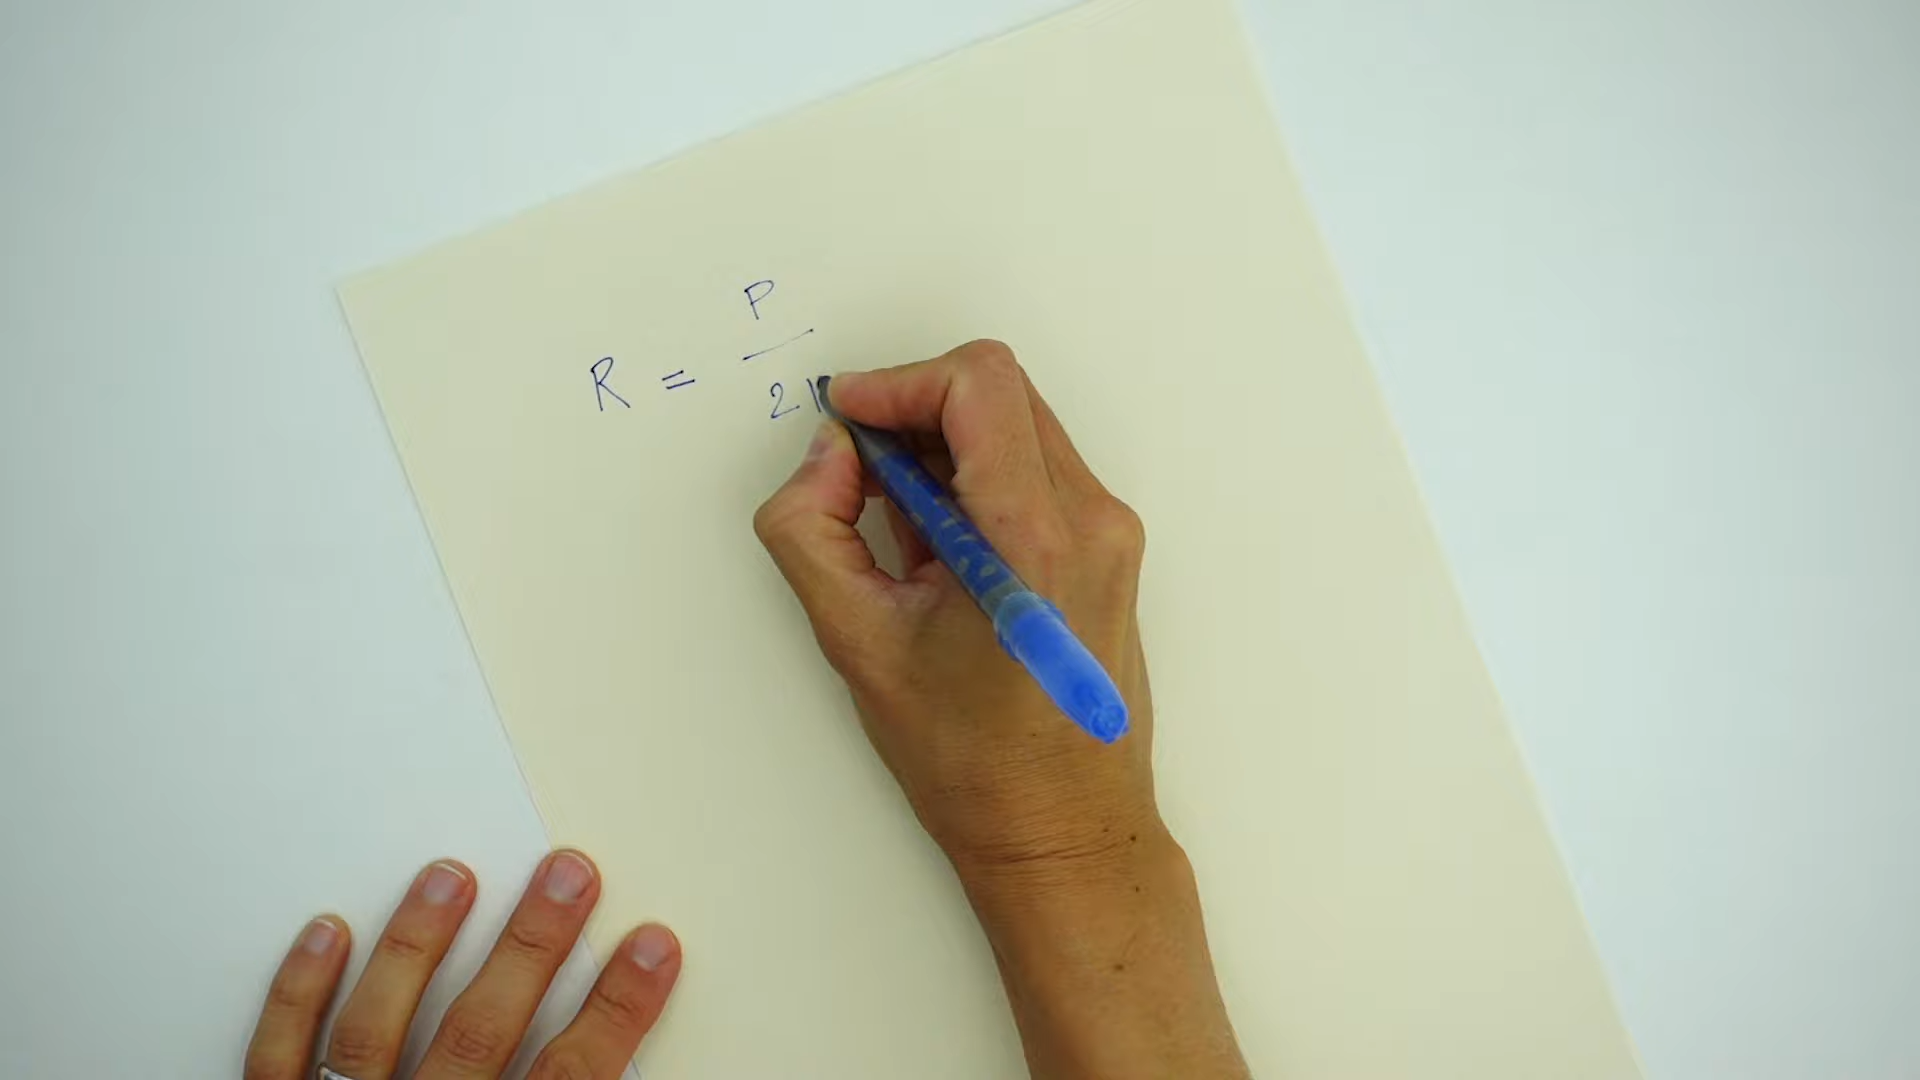 P
R = —
2